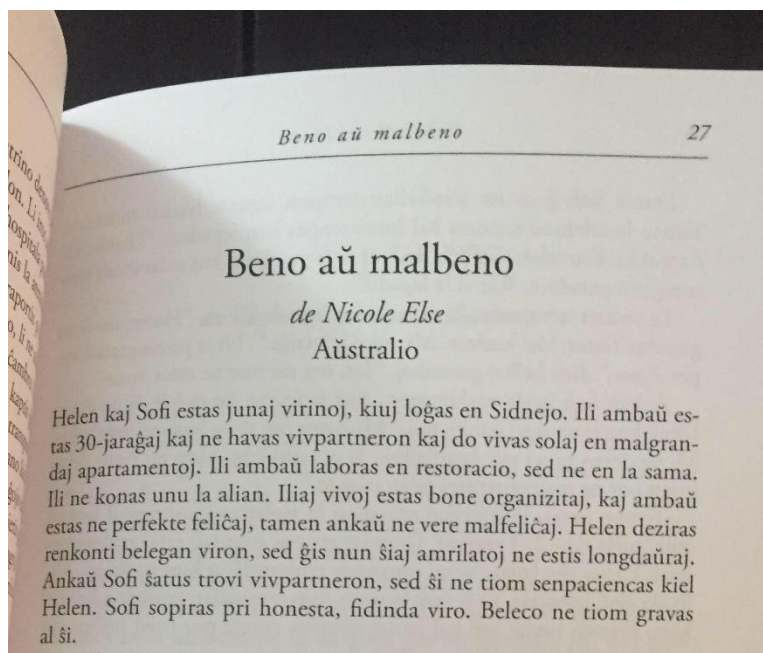 Beno aŭ malbeno 27
Beno aŭ malbeno
de Nicole Else
Aŭstralio
Helen kaj Sofi estas junaj virinoj, kiuj loĝas en Sidnejo. Ili ambaŭ es-
tas 30-jaraĝaj kaj ne havas vivpartneron kaj do vivas solaj en malgran-
daj apartamentoj. Ili ambaŭ laboras en restoracio, sed ne en la sama.
Ili ne konas unu la alian. Iliaj vivoj estas bone organizitaj, kaj ambaŭ
estas ne perfekte feliĉaj, tamen ankaŭ ne vere malfeliĉaj. Helen deziras
renkonti belegan viron, sed ĝis nun ŝiaj amrilatoj ne estis longdaŭraj.
Ankaŭ Sofi ŝatus trovi vivpartneron, sed ŝi ne tiom senpaciencas kiel
Helen. Sofi sopiras pri honesta, fidinda viro. Beleco ne tiom gravas
al ŝi.